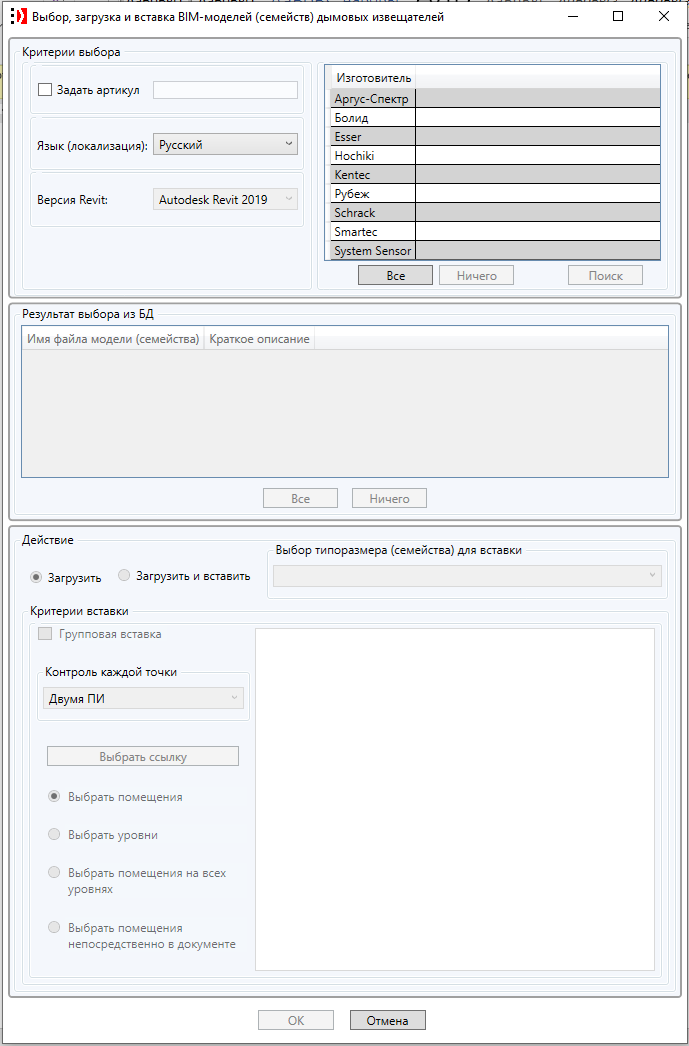 Выбор, загрузка и вставка BIM-моделей (семейств) дымовых извещателей
Критерии выбора
Задать артикул
Язык (локализация):
Русский
Версия Revit:
Autodesk Revit 2019
Изготовитель
Аргус-Спектр
Болид
Esser
Hochiki
Kentec
Рубеж
Schrack
Smartec
System Sensor
Все
Ничего
Поиск
Результат выбора из БД
Имя файла модели (семейства)
Краткое описание
Все
Ничего
Действие
Загрузить
Загрузить и вставить
Выбор типоразмера (семейства) для вставки
Критерии вставки
Групповая вставка
Контроль каждой точки
Двумя ПИ
Выбрать ссылку
Выбрать помещения
Выбрать уровни
Выбрать помещения на всех
уровнях
Выбрать помещения
непосредственно в документе
ОК
Отмена